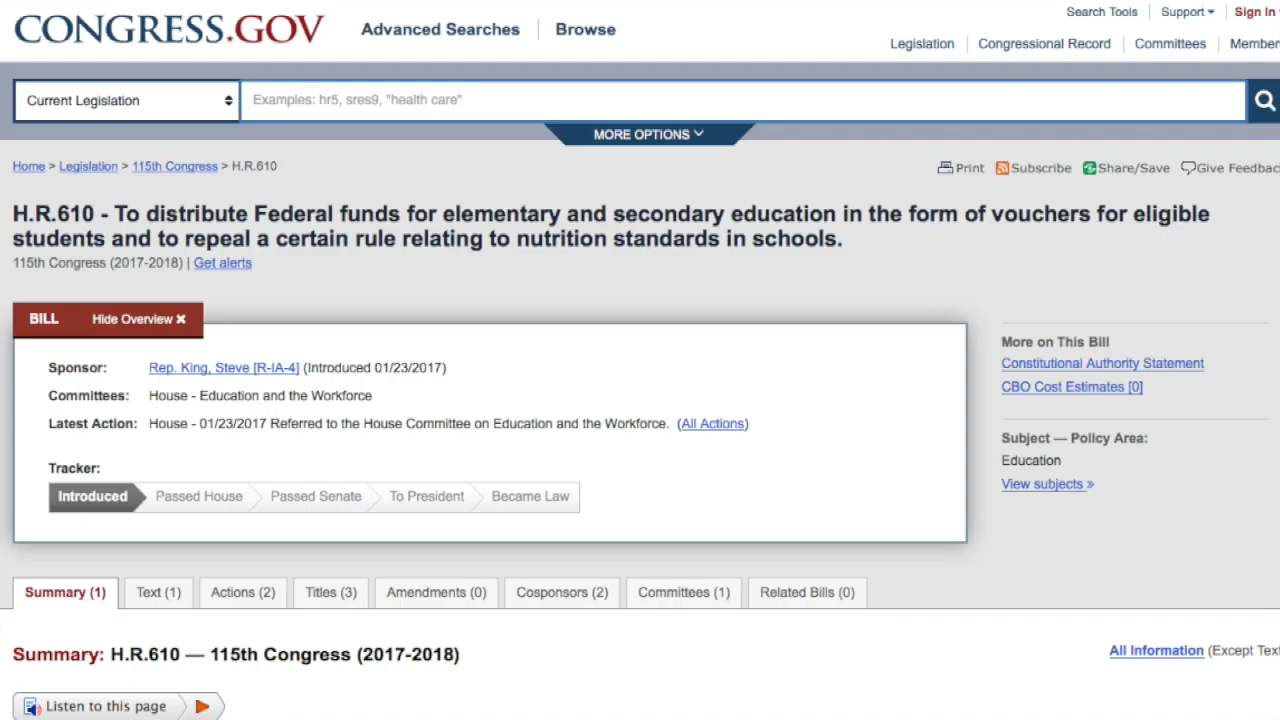 CONGRESS.GOV
Advanced Searches
Browse
Search Tools
Support
Sign In
Legislation
Congressional Record
Committees
Member
Current Legislation
Examples: hr5, sres9, "health care"
MORE OPTIONS
Home > Legislation > 115th Congress > H.R.610
Print
Subscribe
Share/Save
Give Feedbac
H.R.610 - To distribute Federal funds for elementary and secondary education in the form of vouchers for eligible
students and to repeal a certain rule relating to nutrition standards in schools.
115th Congress (2017-2018) | Get alerts
BILL
Hide Overview ×
Sponsor: Rep. King, Steve [R-IA-4] (Introduced 01/23/2017)
Committees: House - Education and the Workforce
Latest Action: House - 01/23/2017 Referred to the House Committee on Education and the Workforce. (All Actions)
Tracker:
Introduced
Passed House
Passed Senate
To President
Became Law
More on This Bill
Constitutional Authority Statement
CBO Cost Estimates [0]
Subject — Policy Area:
Education
View subjects »
Summary (1)
Text (1)
Actions (2)
Titles (3)
Amendments (0)
Cosponsors (2)
Committees (1)
Related Bills (0)
Summary: H.R.610 — 115th Congress (2017-2018)
All Information (Except Text
Listen to this page